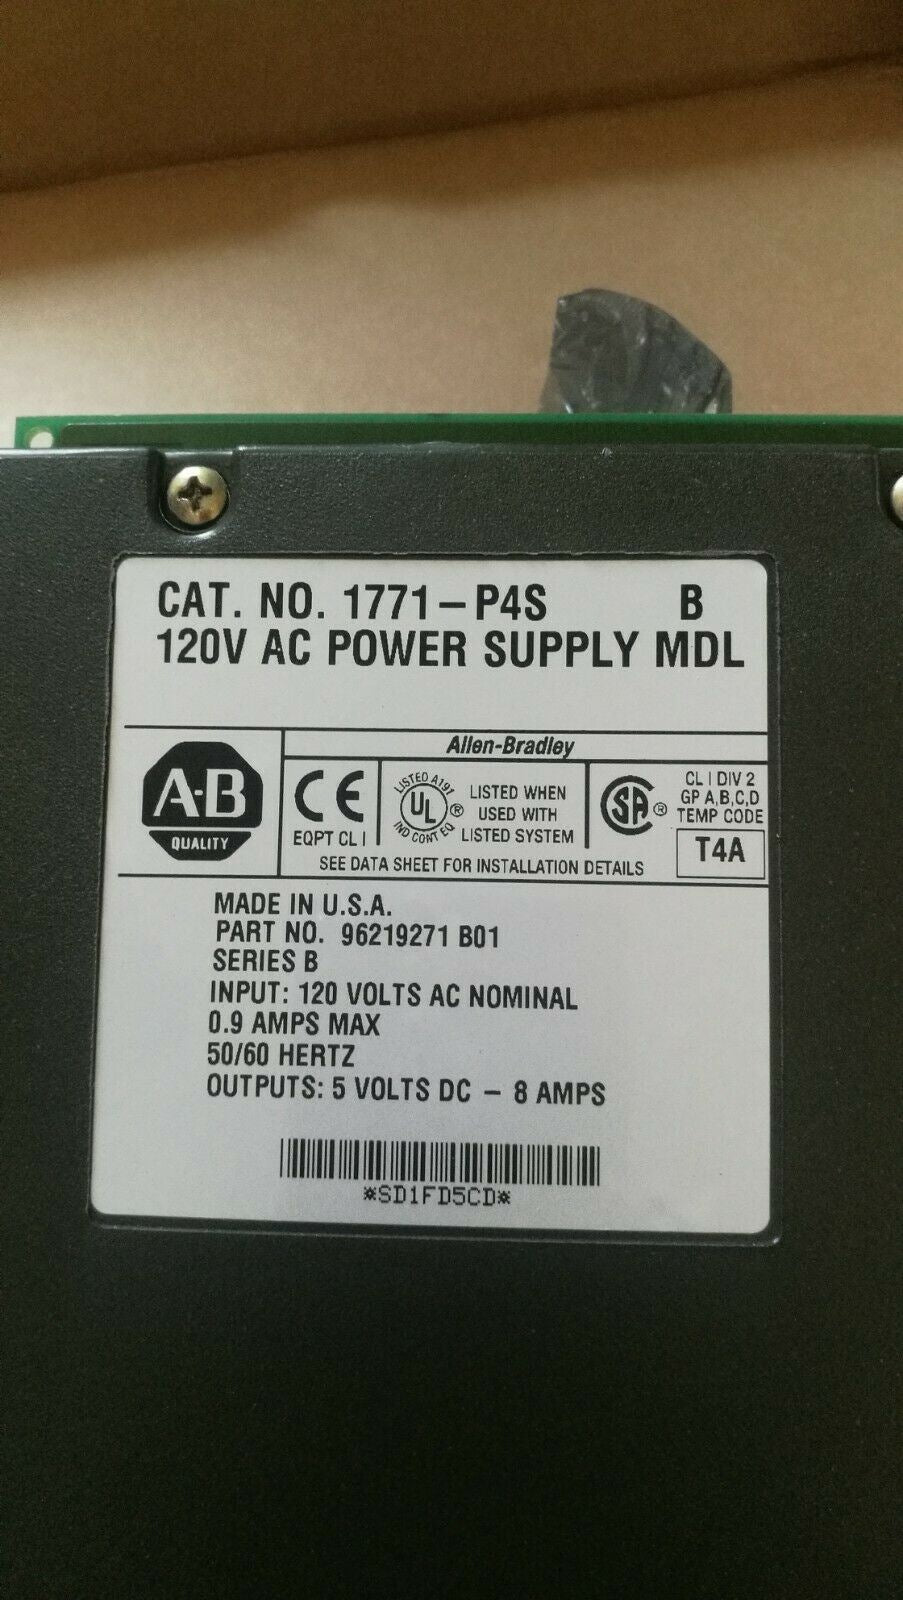 CAT. NO. 1771-P4S B
120V AC POWER SUPPLY MDL
Allen-Bradley
A-B
QUALITY
CE
EQPT CL I
LISTED A197
UL
®
IND CONT EQ
LISTED WHEN
USED WITH
LISTED SYSTEM
SA
®
CL I DIV 2
GP A,B,C,D
TEMP CODE
T4A
SEE DATA SHEET FOR INSTALLATION DETAILS
MADE IN U.S.A.
PART NO. 96219271 B01
SERIES B
INPUT: 120 VOLTS AC NOMINAL
0.9 AMPS MAX
50/60 HERTZ
OUTPUTS: 5 VOLTS DC - 8 AMPS
*SD1FD5CD*